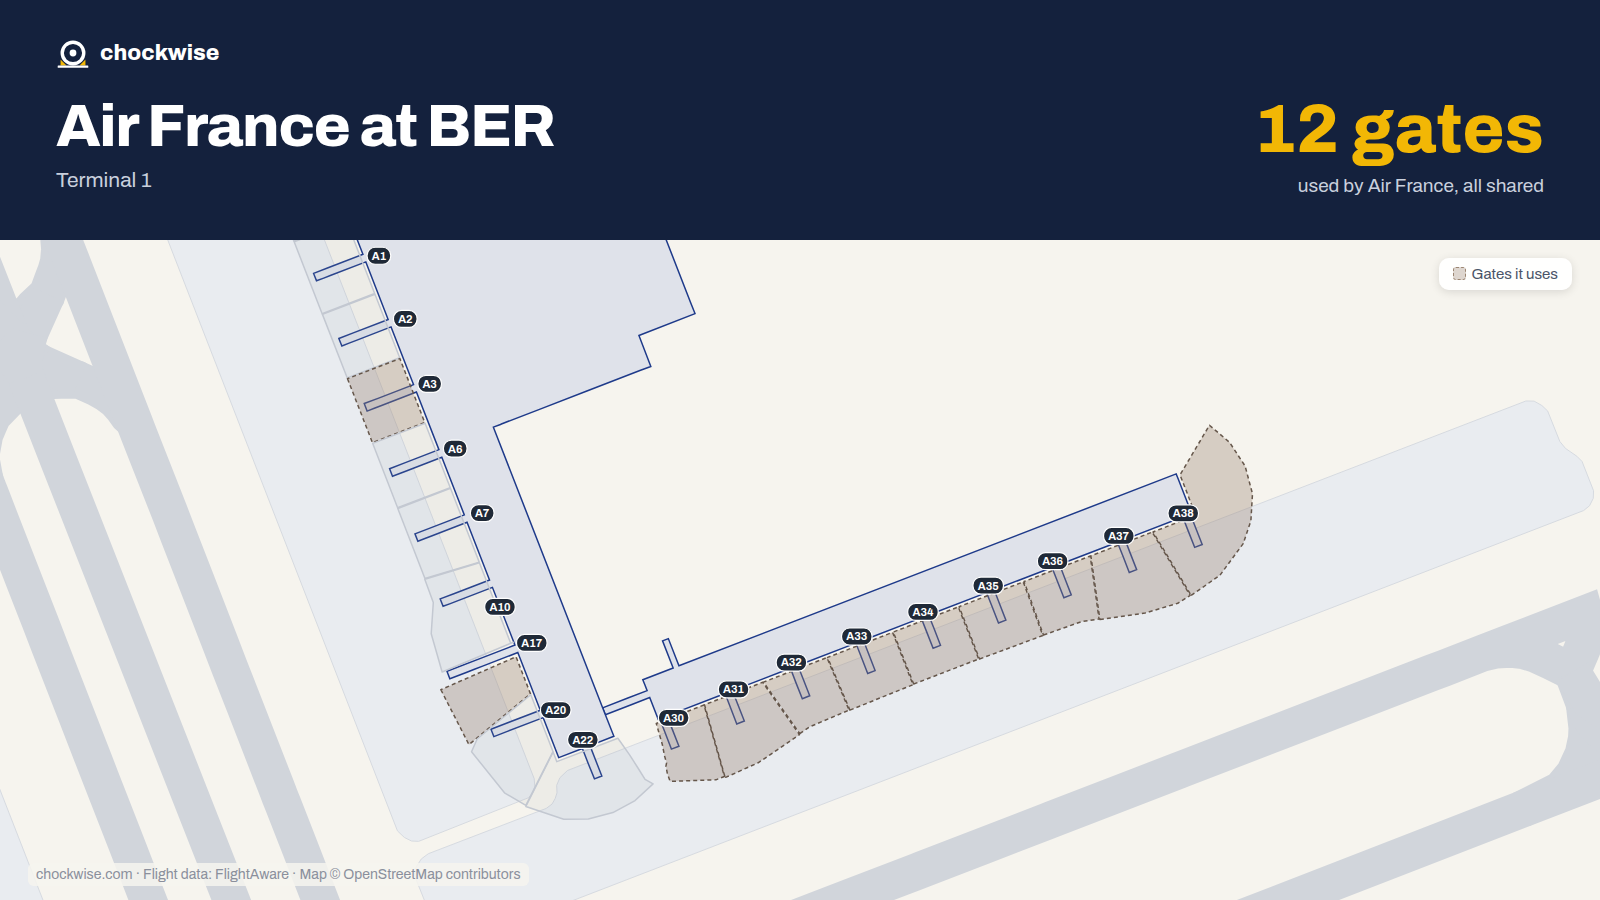 chockwise
Air France at BER
Terminal 1
12 gates
used by Air France, all shared
Gates it uses
A1
A2
A3
A6
A7
A10
A17
A20
A22
A30
A31
A32
A33
A34
A35
A36
A37
A38
chockwise.com · Flight data: FlightAware · Map © OpenStreetMap contributors